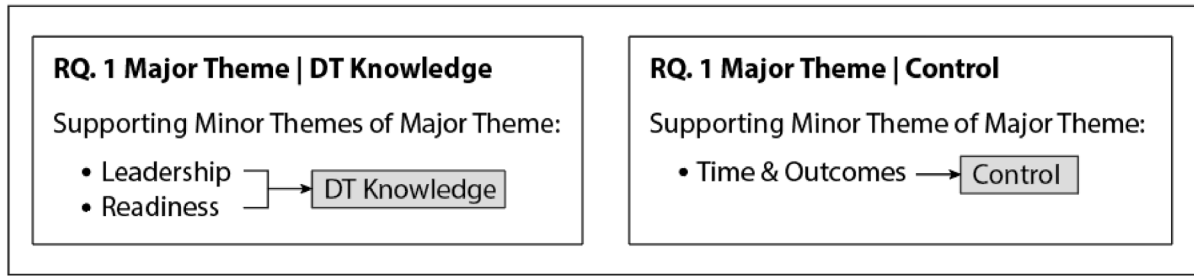 RQ. 1 Major Theme | DT Knowledge
Supporting Minor Themes of Major Theme:
• Leadership
• Readiness
DT Knowledge
RQ. 1 Major Theme | Control
Supporting Minor Theme of Major Theme:
• Time & Outcomes
Control